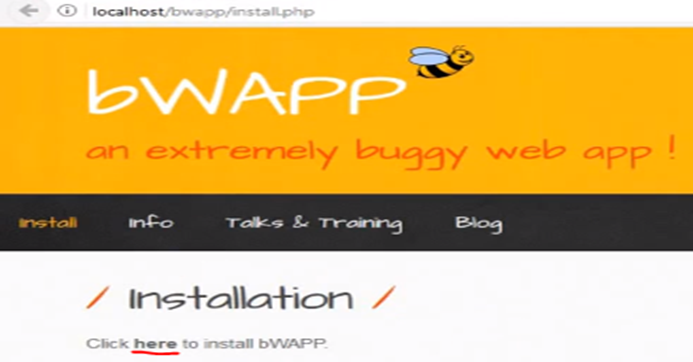 localhost/bwapp/install.php
bWAPP
an extremely buggy web app !
Install Info Talks & Training Blog
/ Installation /
Click here to install bWAPP.